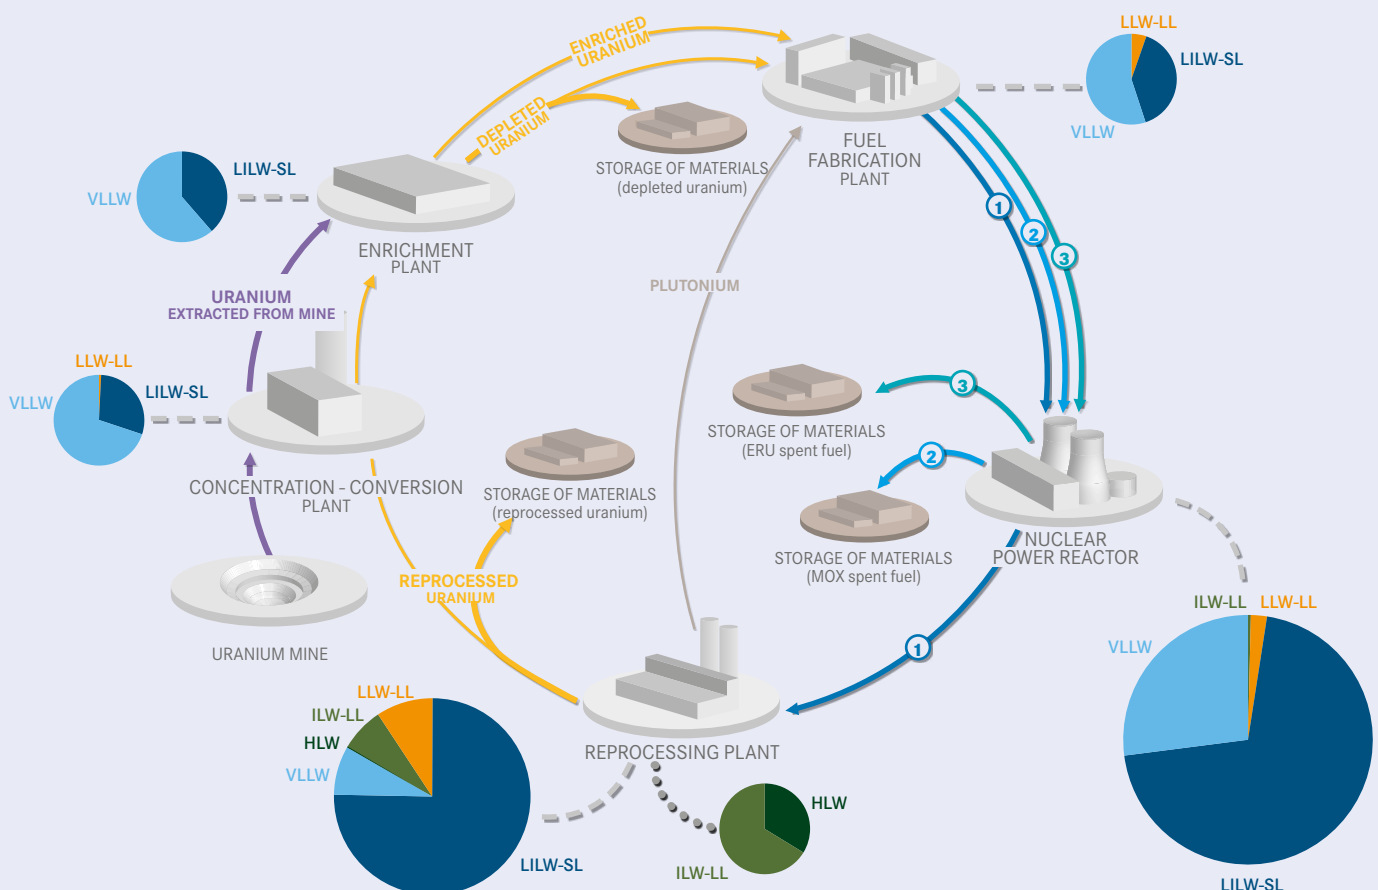 ENRICHED
URANIUM
DEPLETED
URANIUM
STORAGE OF MATERIALS
(depleted uranium)
FUEL
FABRICATION
PLANT
LLW-LL
LILW-SL
VLLW
LILW-SL
VLLW
ENRICHMENT
PLANT
1
2
3
URANIUM
EXTRACTED FROM MINE
PLUTONIUM
LLW-LL
LILW-SL
VLLW
CONCENTRATION - CONVERSION
PLANT
3
STORAGE OF MATERIALS
(ERU spent fuel)
2
STORAGE OF MATERIALS
(reprocessed uranium)
STORAGE OF MATERIALS
(MOX spent fuel)
NUCLEAR
POWER REACTOR
REPROCESSED
URANIUM
URANIUM MINE
1
ILW-LL
LLW-LL
VLLW
LILW-SL
REPROCESSING PLANT
LLW-LL
ILW-LL
HLW
VLLW
LILW-SL
HLW
ILW-LL